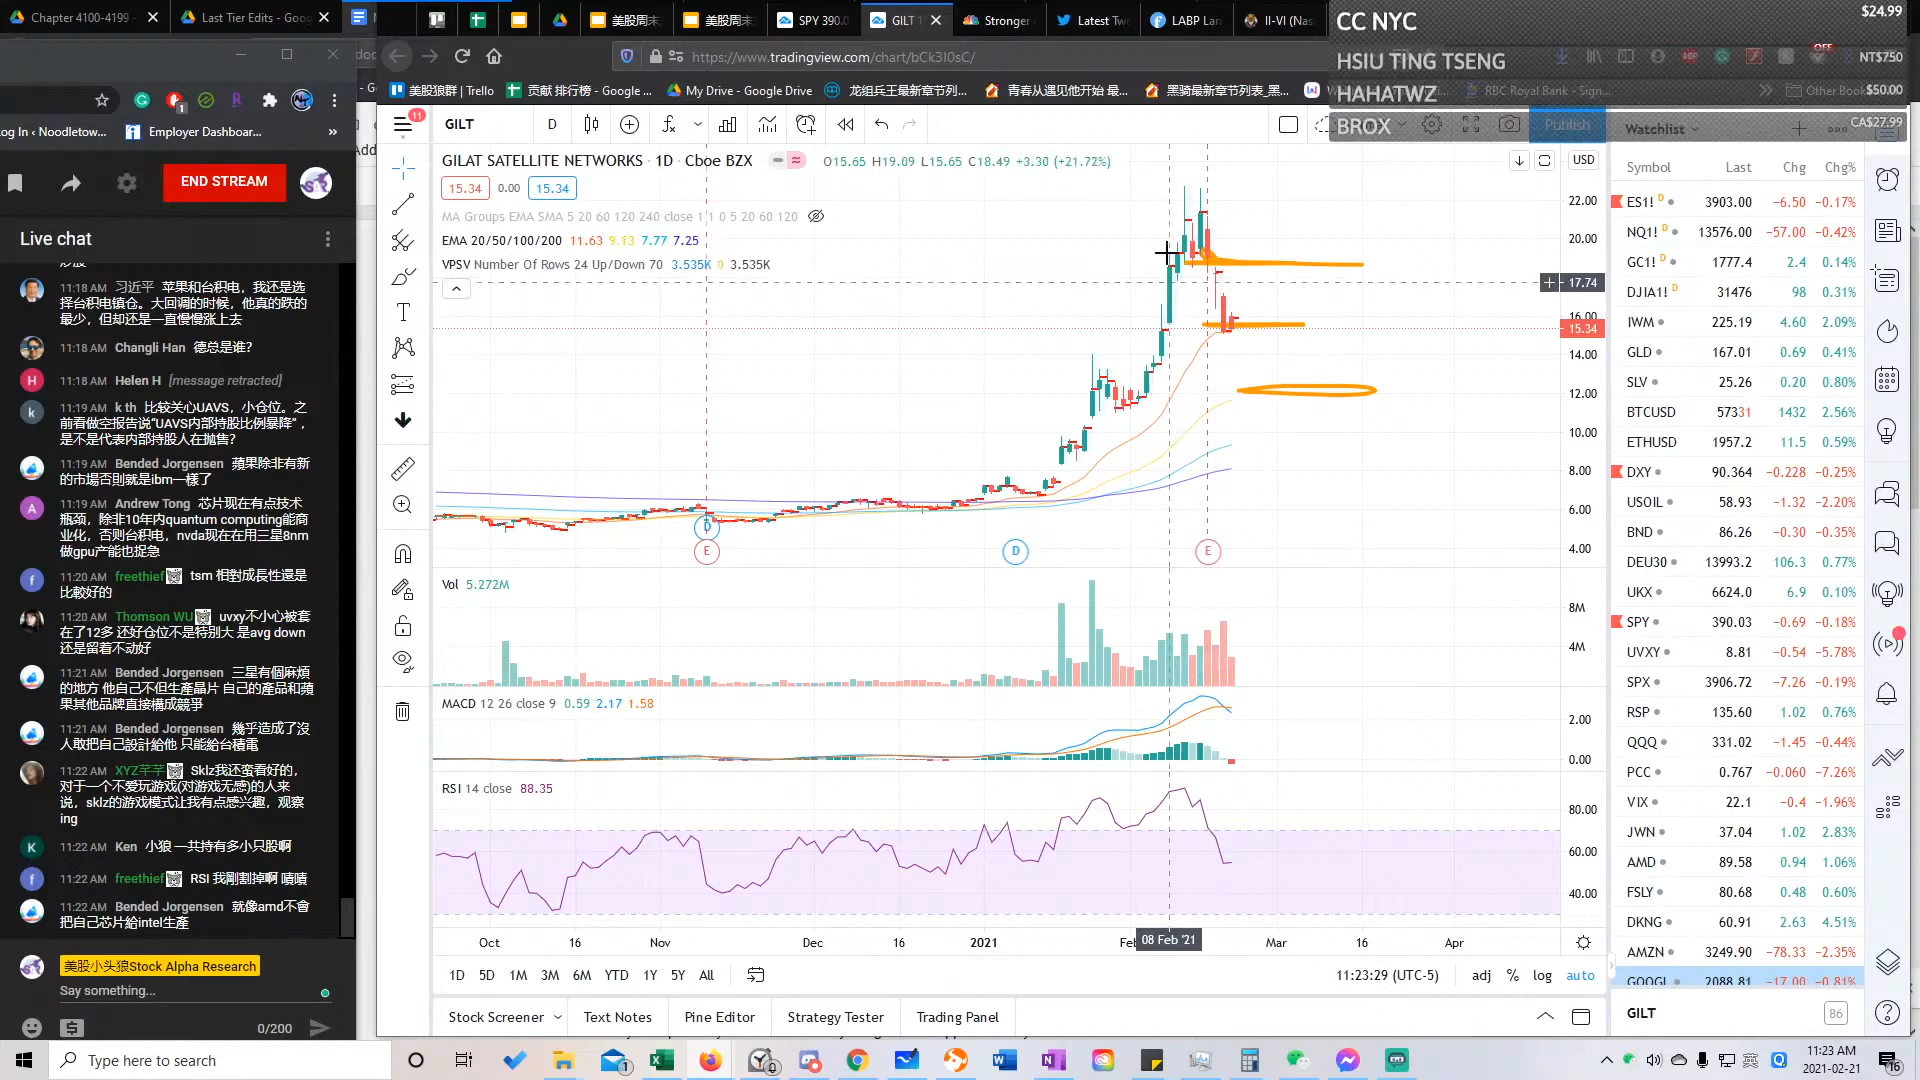 Chapter 4100-4199
Last Tier Edits - Goog
美股周末
美股周末
SPY 390.0
GILT 1
Stronger
Latest Twe
LABP Lan
II-VI (Nas
CC NYC
$24.99
HSIU TING TSENG
NT$750
HAHATWZ
$50.00
BROX
CA$27.99
https://www.tradingview.com/chart/bCk3I0sC/
美股狼群 | Trello
贡献 排行榜 - Google ...
My Drive - Google Drive
龙组兵王最新章节列...
青春从遇见他开始 最...
黑骑最新章节列表_黑...
RBC Royal Bank - Sign...
Other Book
og In ‹ Noodletow...
Employer Dashboar...
END STREAM
Live chat
11:18 AM 习近平 苹果和台积电，我还是选
择台积电镇仓。大回调的时候，他真的跌的
最少，但却还是一直慢慢涨上去
11:18 AM Changli Han 德总是谁?
11:18 AM Helen H [message retracted]
11:19 AM k th 比较关心UAVS，小仓位。之
前看做空报告说“UAVS内部持股比例暴降”，
是不是代表内部持股人在抛售?
11:19 AM Bended Jorgensen 蘋果除非有新
的市場否則就是ibm一樣了
11:19 AM Andrew Tong 芯片现在有点技术
瓶颈，除非10年内quantum computing能商
业化，否则台积电，nvda现在在用三星8nm
做gpu产能也捉急
11:20 AM freethief tsm 相對成長性還是
比較好的
11:20 AM Thomson WU uvxy不小心被套
在了12多 还好仓位不是特别大 是avg down
还是留着不动好
11:21 AM Bended Jorgensen 三星有個麻煩
的地方 他自己不但生產晶片 自己的產品和蘋
果其他品牌直接構成競爭
11:21 AM Bended Jorgensen 幾乎造成了沒
人敢把自己設計給他 只能給台積電
11:22 AM XYZ芊芊 Sklz我还蛮看好的，
对于一个不爱玩游戏(对游戏无感)的人来
说，sklz的游戏模式让我有点感兴趣，观察
ing
11:22 AM Ken 小狼 一共持有多小只股啊
11:22 AM freethief RSI 我剛割掉啊 嘖嘖
11:22 AM Bended Jorgensen 就像amd不會
把自己芯片給intel生產
美股小头狼Stock Alpha Research
Say something...
0/200
GILT
D
Publish
GILAT SATELLITE NETWORKS · 1D · Cboe BZX
O15.65 H19.09 L15.65 C18.49 +3.30 (+21.72%)
15.34 0.00 15.34
MA Groups EMA SMA 5 20 60 120 240 close 1 1 0 5 20 60 120
EMA 20/50/100/200 11.63 9.13 7.77 7.25
VPSV Number Of Rows 24 Up/Down 70 3.535K 0 3.535K
USD
22.00
20.00
17.74
16.00
15.34
14.00
12.00
10.00
8.00
6.00
4.00
D
E
D
E
Vol 5.272M
8M
4M
MACD 12 26 close 9 0.59 2.17 1.58
2.00
0.00
RSI 14 close 88.35
80.00
60.00
40.00
Oct 16 Nov Dec 16 2021 Feb 08 Feb '21 Mar 16 Apr
1D 5D 1M 3M 6M YTD 1Y 5Y All
11:23:29 (UTC-5) adj % log auto
Stock Screener Text Notes Pine Editor Strategy Tester Trading Panel
Watchlist
Symbol Last Chg Chg%
ES1! D 3903.00 −6.50 −0.17%
NQ1! D 13576.00 −57.00 −0.42%
GC1! D 1777.4 2.4 0.14%
DJIA1! D 31476 98 0.31%
IWM 225.19 4.60 2.09%
GLD 167.01 0.69 0.41%
SLV 25.26 0.20 0.80%
BTCUSD 57331 1432 2.56%
ETHUSD 1957.2 11.5 0.59%
DXY 90.364 −0.228 −0.25%
USOIL 58.93 −1.32 −2.20%
BND 86.26 −0.30 −0.35%
DEU30 13993.2 106.3 0.77%
UKX 6624.0 6.9 0.10%
SPY 390.03 −0.69 −0.18%
UVXY 8.81 −0.54 −5.78%
SPX 3906.72 −7.26 −0.19%
RSP 135.60 1.02 0.76%
QQQ 331.02 −1.45 −0.44%
PCC 0.767 −0.060 −7.26%
VIX 22.1 −0.4 −1.96%
JWN 37.04 1.02 2.83%
AMD 89.58 0.94 1.06%
FSLY 80.68 0.48 0.60%
DKNG 60.91 2.63 4.51%
AMZN 3249.90 −78.33 −2.35%
GOOGL 2088.81 −17.00 −0.81%
GILT 86
Type here to search
11:23 AM
2021-02-21
16